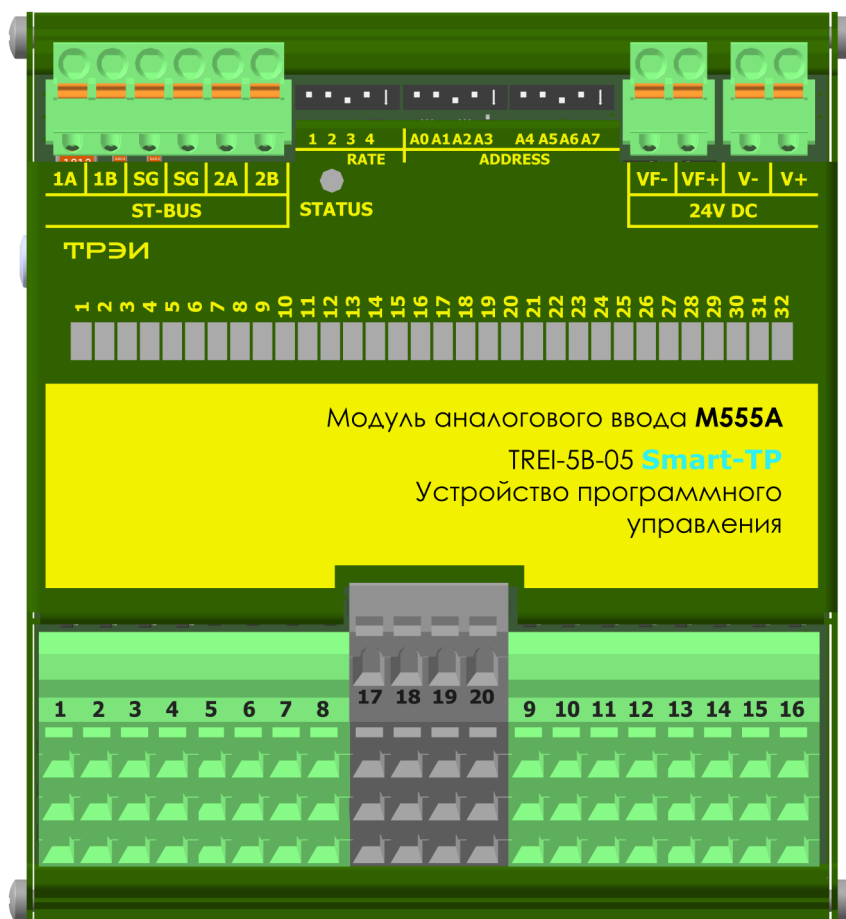 1 2 3 4 A0 A1 A2 A3 A4 A5 A6 A7
RATE ADDRESS
1A 1B SG SG 2A 2B VF- VF+ V- V+
ST-BUS STATUS 24V DC
ТРЭИ
1 2 3 4 5 6 7 8 9 10 11 12 13 14 15 16 17 18 19 20 21 22 23 24 25 26 27 28 29 30 31 32
Модуль аналогового ввода M555A
TREI-5B-05 Smart-TP
Устройство программного
управления
17 18 19 20
1 2 3 4 5 6 7 8 9 10 11 12 13 14 15 16